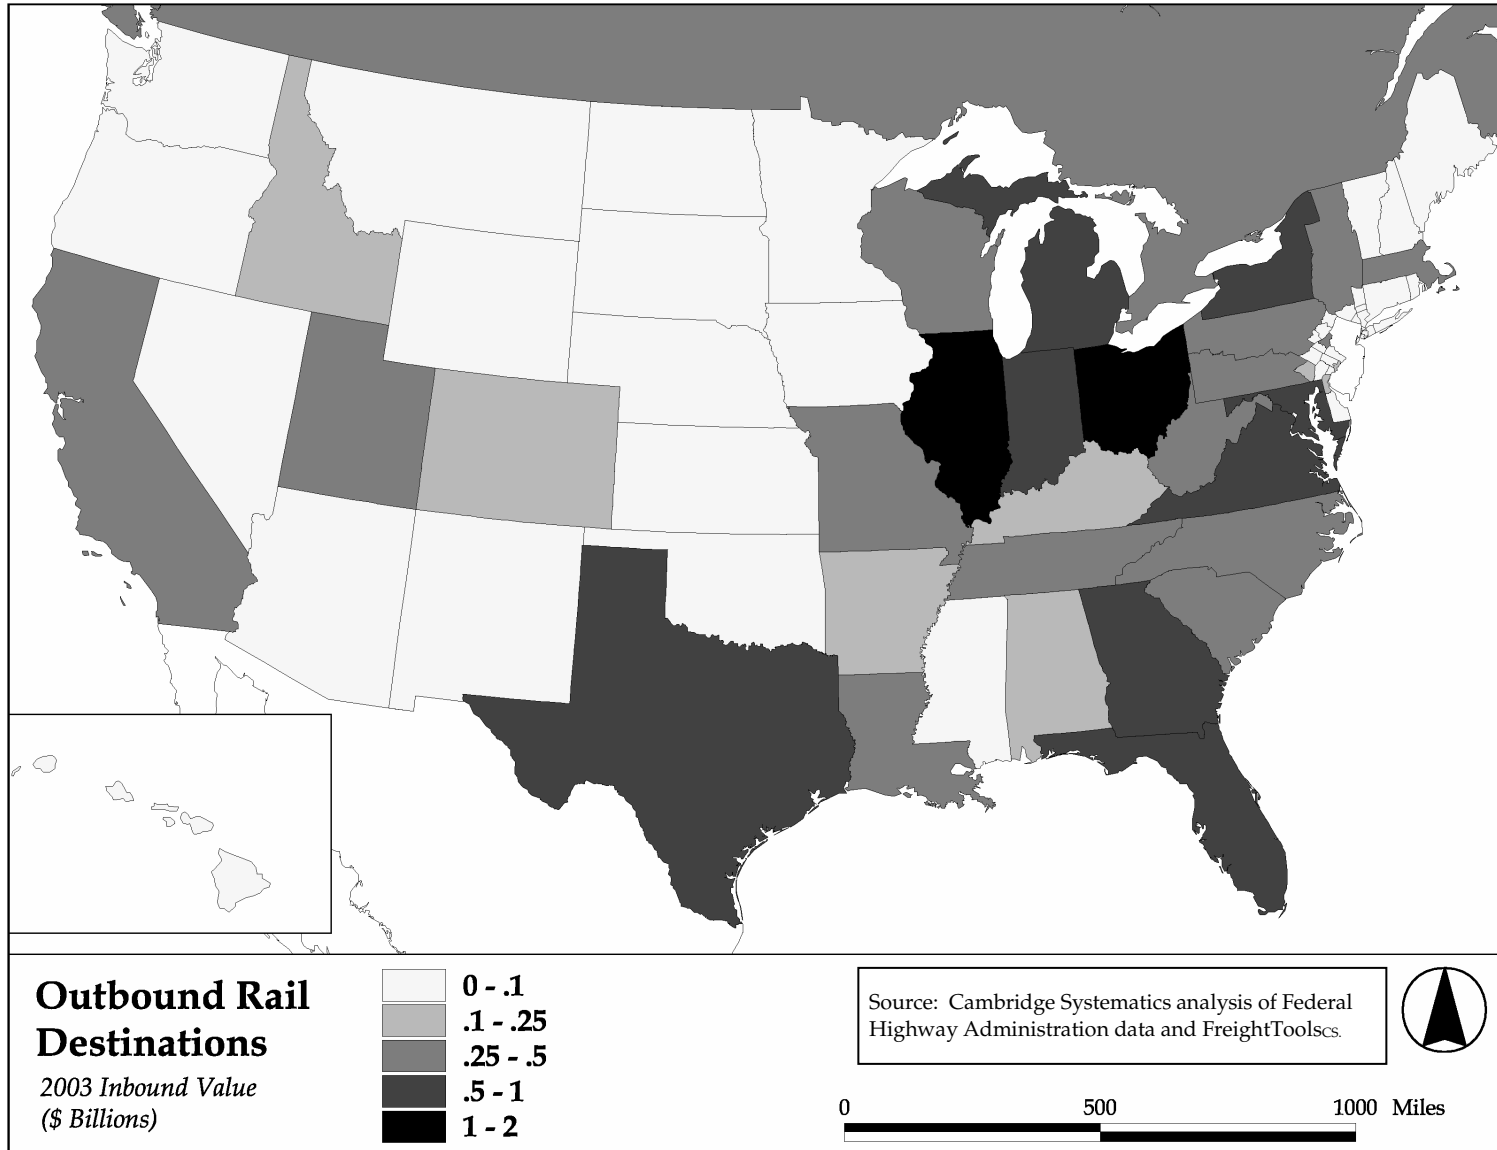 Outbound Rail
Destinations
2003 Inbound Value
($ Billions)
0 - .1
.1 - .25
.25 - .5
.5 - 1
1 - 2
Source:  Cambridge Systematics analysis of Federal
Highway Administration data and FreightToolsCS.
0 500 1000 Miles